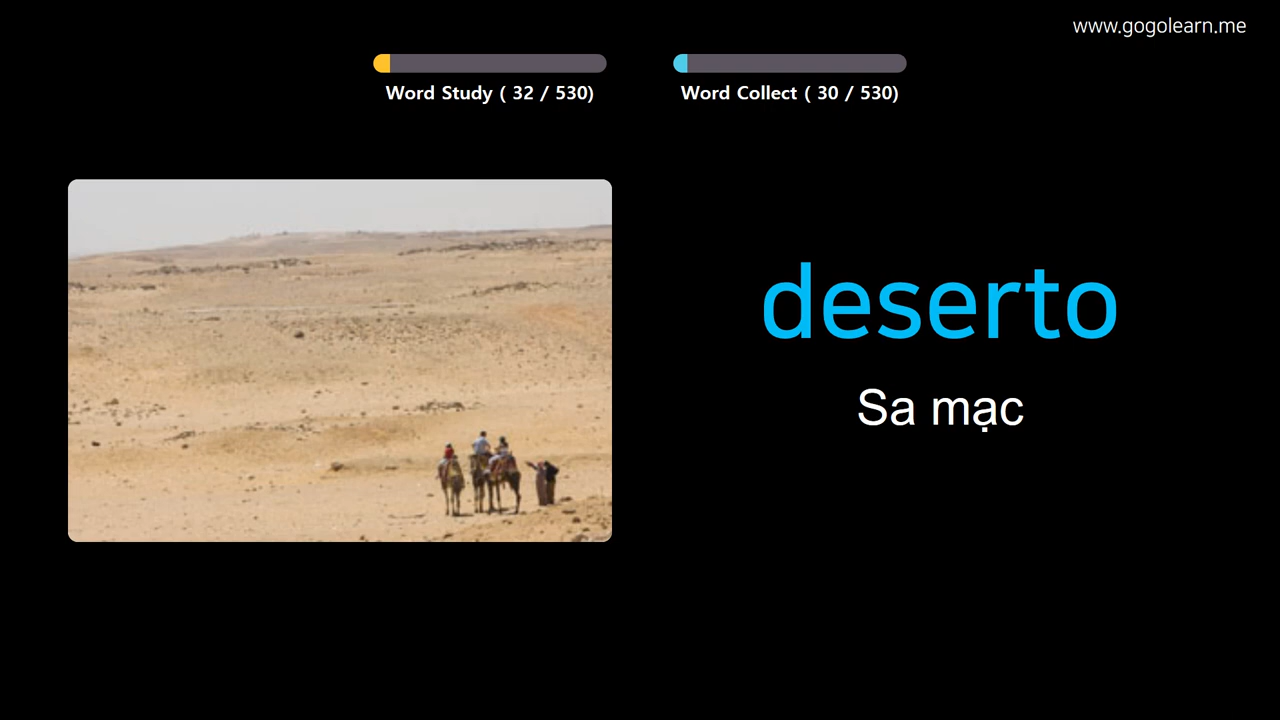 www.gogolearn.me
Word Study ( 32 / 530)
Word Collect ( 30 / 530)
deserto
Sa mạc